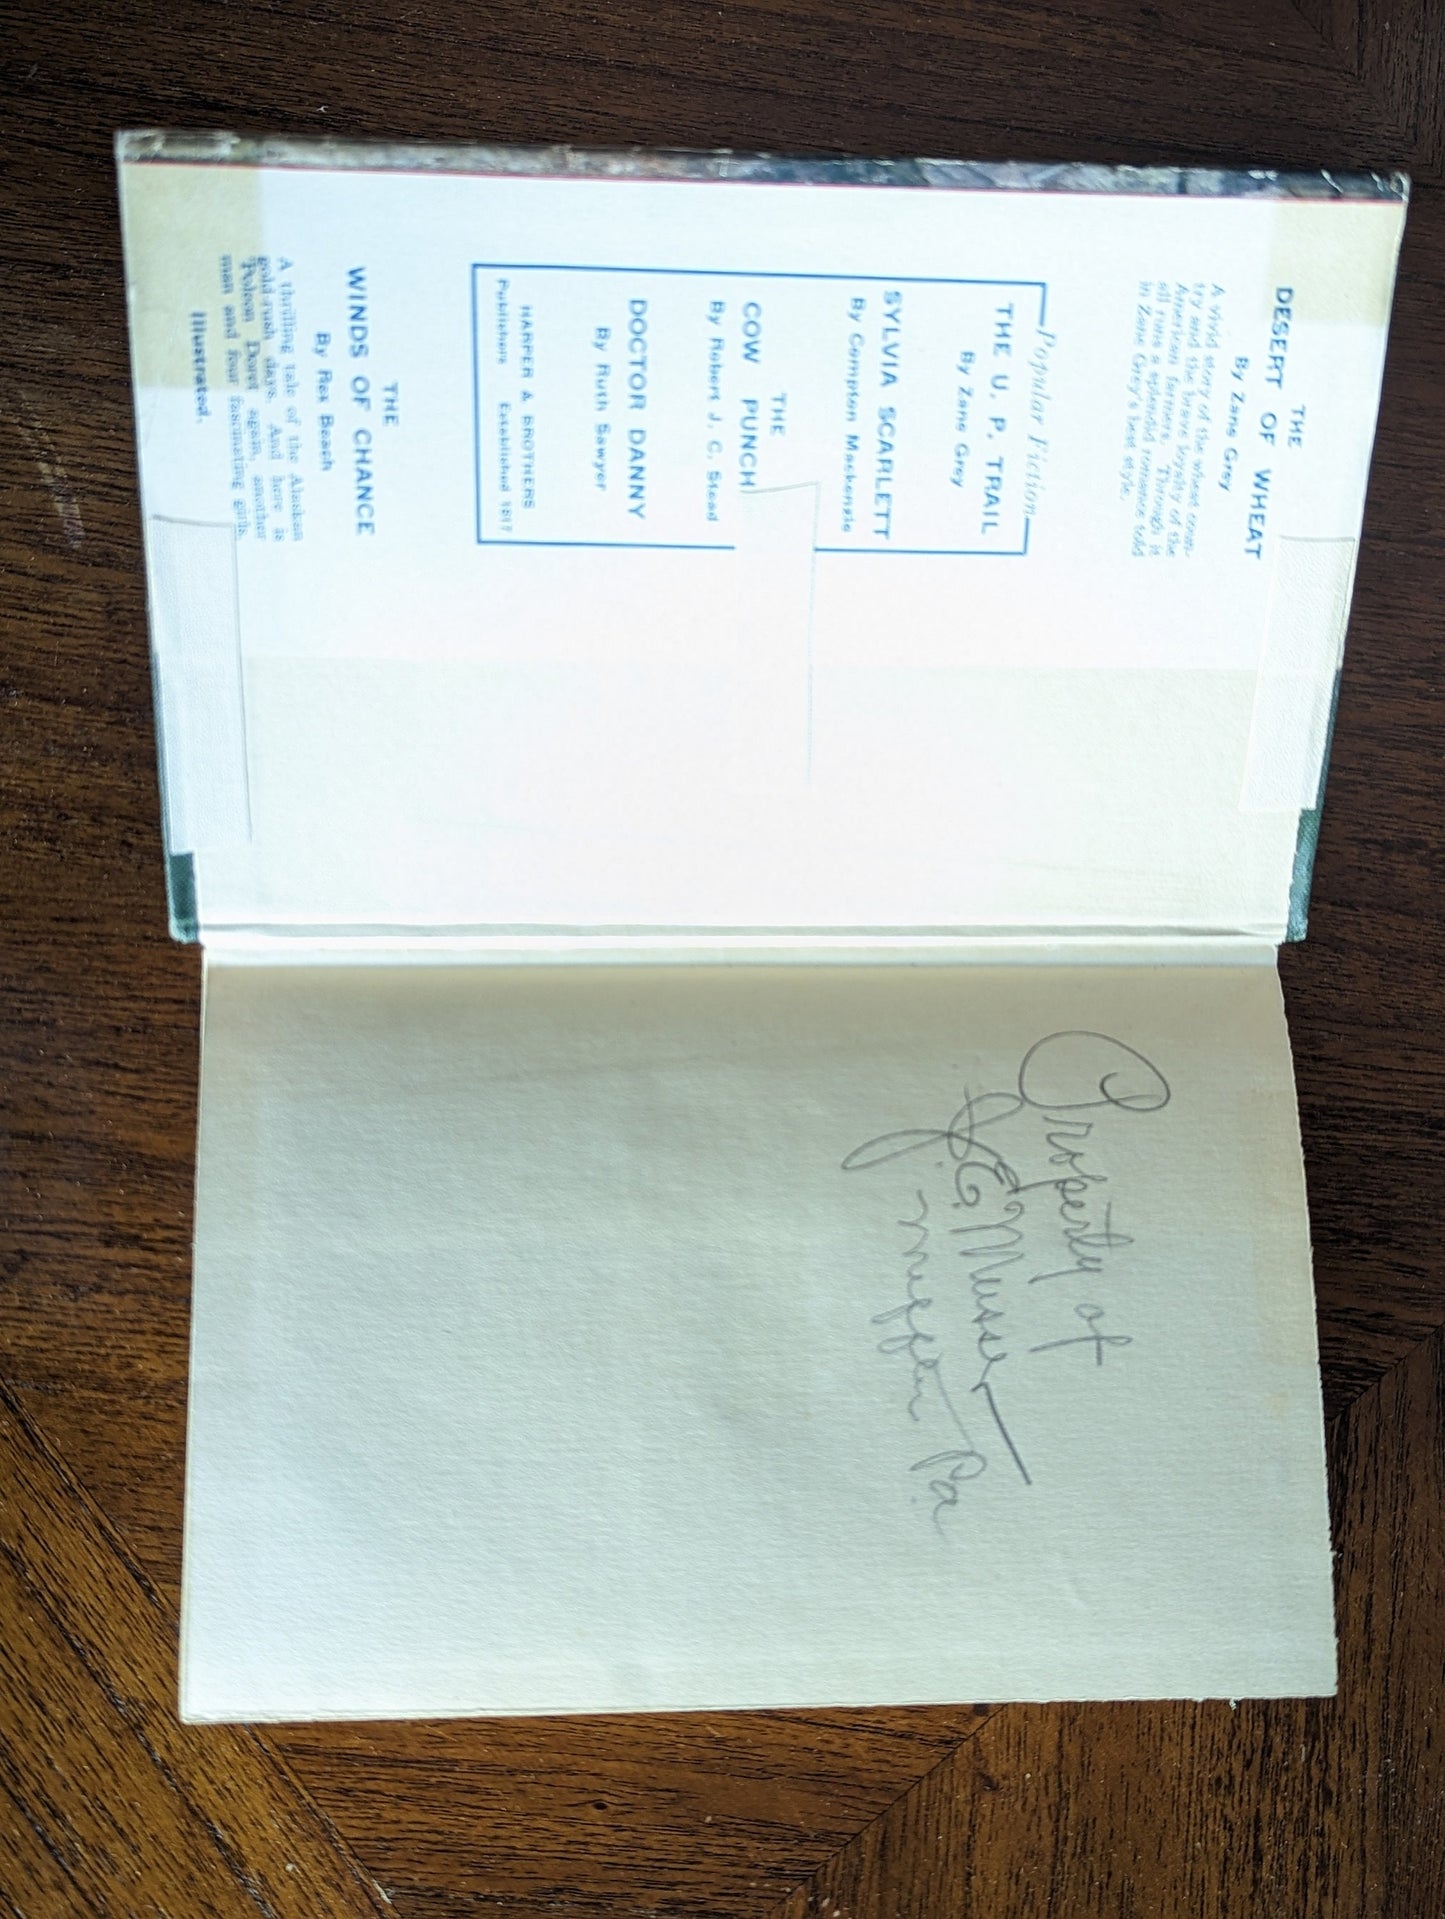 THE
DESERT OF WHEAT
By Zane Grey
A vivid story of the wheat coun-
try and the brave loyalty of the
American farmers. Through it
all runs a splendid romance told
in Zane Grey's best style.
Popular Fiction
THE U. P. TRAIL
By Zane Grey
SYLVIA SCARLETT
By Compton Mackenzie
THE
COW PUNCH
By Robert J. C. Stead
DOCTOR DANNY
By Ruth Sawyer
HARPER & BROTHERS
Publishers Established 1817
THE
WINDS OF CHANCE
By Rex Beach
A thrilling tale of the Alaskan
gold-rush days. And here is
'Poleon Doret again, another
man and four fascinating girls.
Illustrated.
Property of
J. E. Musser
Mifflin Pa.